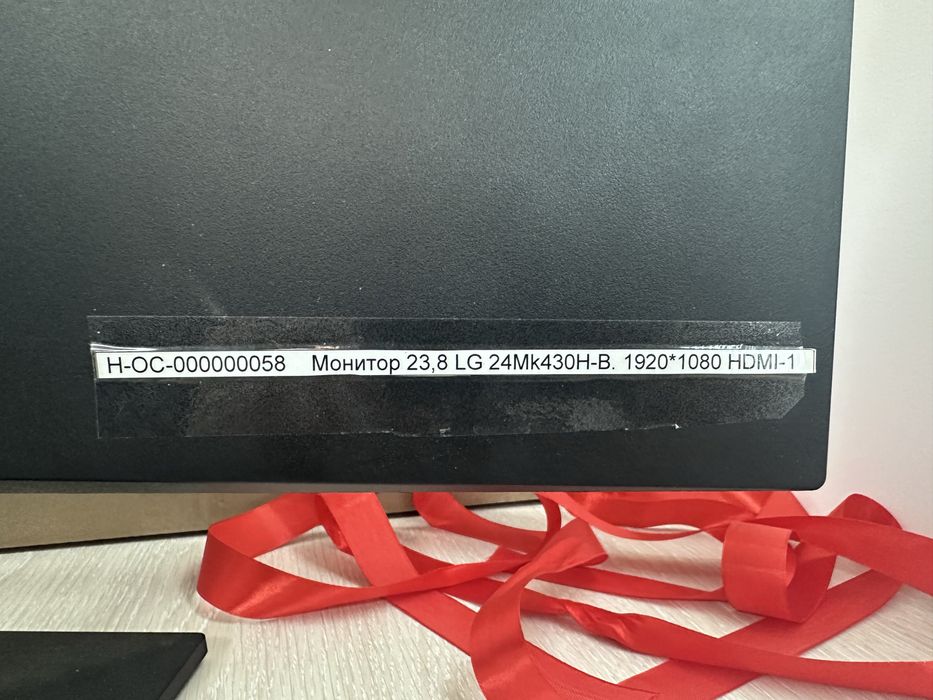 Н-ОС-000000058 Монитор 23,8 LG 24Mk430H-B. 1920*1080 HDMI-1